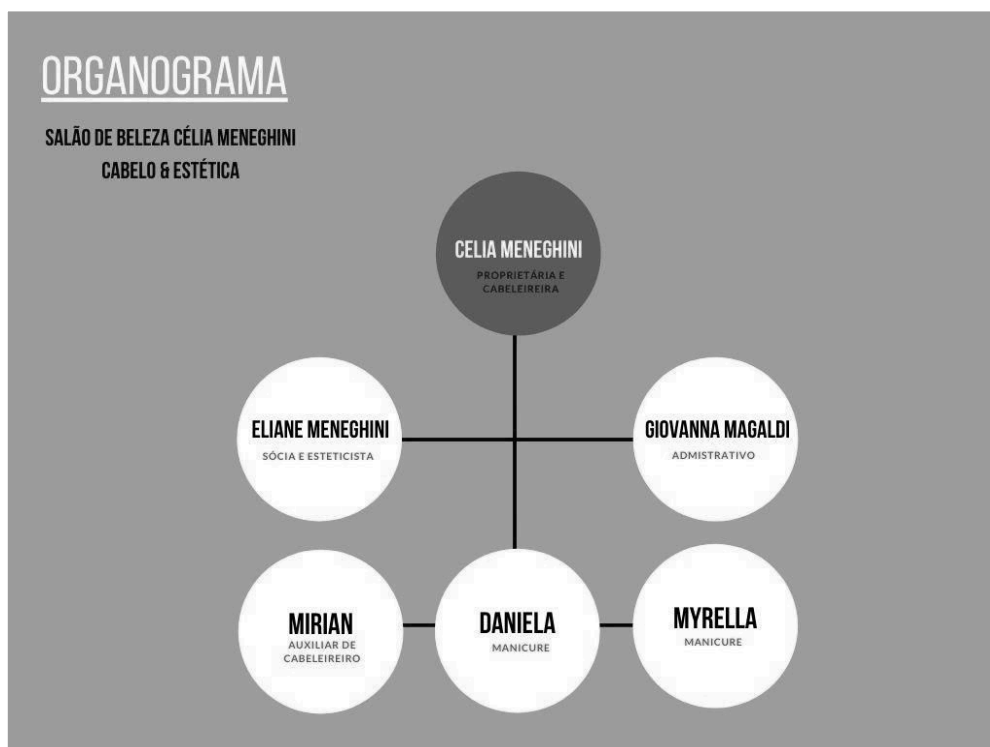 ORGANOGRAMA
SALÃO DE BELEZA CÉLIA MENEGHINI
CABELO & ESTÉTICA
CELIA MENEGHINI
PROPRIETÁRIA E
CABELEIREIRA
ELIANE MENEGHINI
SÓCIA E ESTETICISTA
GIOVANNA MAGALDI
ADMISTRATIVO
MIRIAN
AUXILIAR DE
CABELEIREIRO
DANIELA
MANICURE
MYRELLA
MANICURE